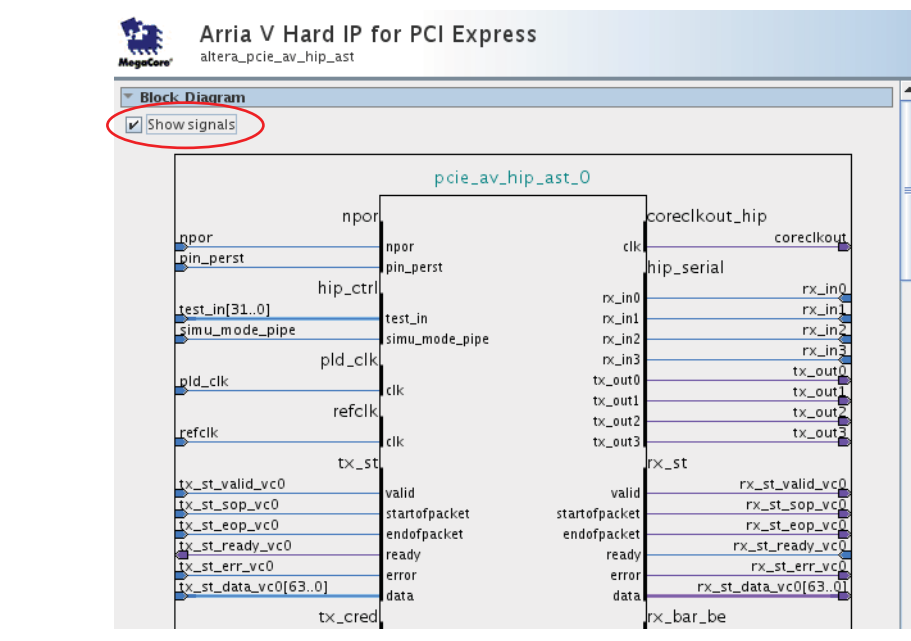 Arria V Hard IP for PCI Express
altera_pcie_av_hip_ast
MegaCore®
Block Diagram
Show signals
pcie_av_hip_ast_0
npor
npor
pin_perst
npor
pin_perst
hip_ctrl
test_in[31..0]
simu_mode_pipe
test_in
simu_mode_pipe
pld_clk
pld_clk
clk
refclk
refclk
clk
tx_st
tx_st_valid_vc0
tx_st_sop_vc0
tx_st_eop_vc0
tx_st_ready_vc0
tx_st_err_vc0
tx_st_data_vc0[63..0]
valid
startofpacket
endofpacket
ready
error
data
tx_cred
coreclkout_hip
clk
coreclkout
hip_serial
rx_in0
rx_in1
rx_in2
rx_in3
tx_out0
tx_out1
tx_out2
tx_out3
rx_in0
rx_in1
rx_in2
rx_in3
tx_out0
tx_out1
tx_out2
tx_out3
rx_st
valid
startofpacket
endofpacket
ready
error
data
rx_st_valid_vc0
rx_st_sop_vc0
rx_st_eop_vc0
rx_st_ready_vc0
rx_st_err_vc0
rx_st_data_vc0[63..0]
rx_bar_be